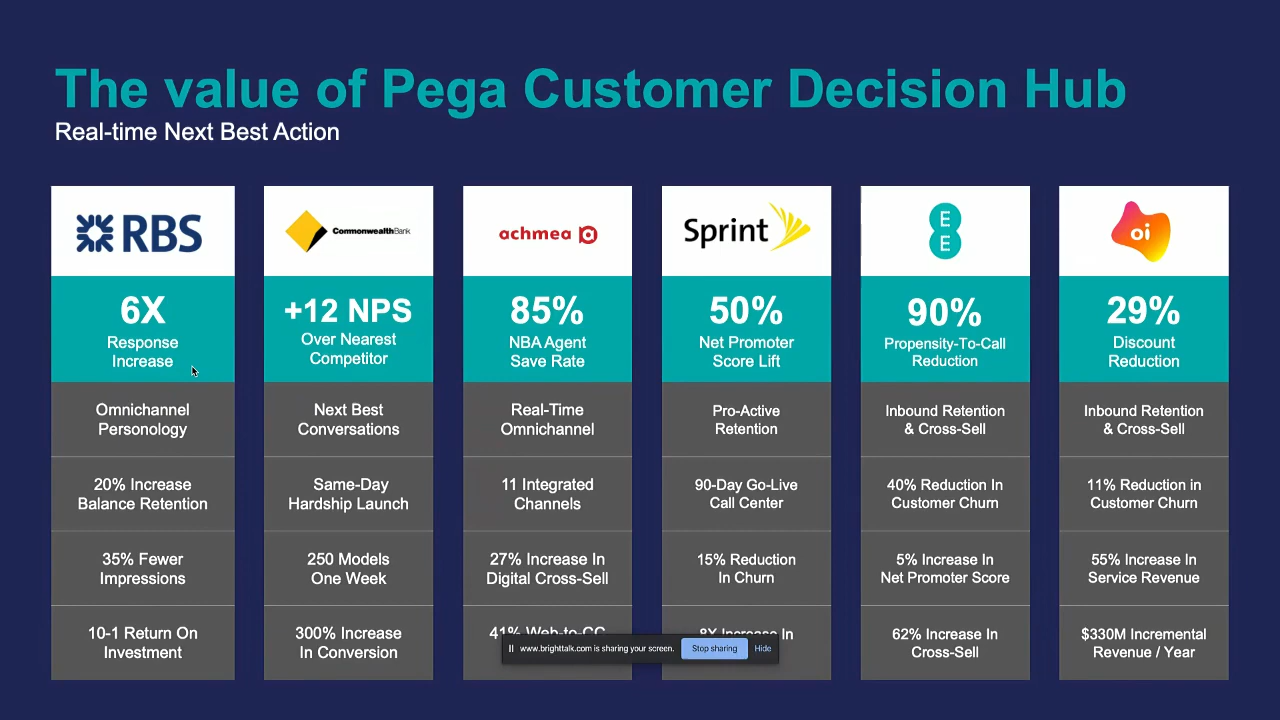 The value of Pega Customer Decision Hub
Real-time Next Best Action
RBS
6X
Response
Increase
Omnichannel
Personology
20% Increase
Balance Retention
35% Fewer
Impressions
10-1 Return On
Investment
CommonwealthBank
+12 NPS
Over Nearest
Competitor
Next Best
Conversations
Same-Day
Hardship Launch
250 Models
One Week
300% Increase
In Conversion
achmea
85%
NBA Agent
Save Rate
Real-Time
Omnichannel
11 Integrated
Channels
27% Increase In
Digital Cross-Sell
41% Web-to-CC
Sprint
50%
Net Promoter
Score Lift
Pro-Active
Retention
90-Day Go-Live
Call Center
15% Reduction
In Churn
8X Increase In
EE
90%
Propensity-To-Call
Reduction
Inbound Retention
& Cross-Sell
40% Reduction In
Customer Churn
5% Increase In
Net Promoter Score
62% Increase In
Cross-Sell
oi
29%
Discount
Reduction
Inbound Retention
& Cross-Sell
11% Reduction in
Customer Churn
55% Increase In
Service Revenue
$330M Incremental
Revenue / Year
www.brighttalk.com is sharing your screen. Stop sharing Hide